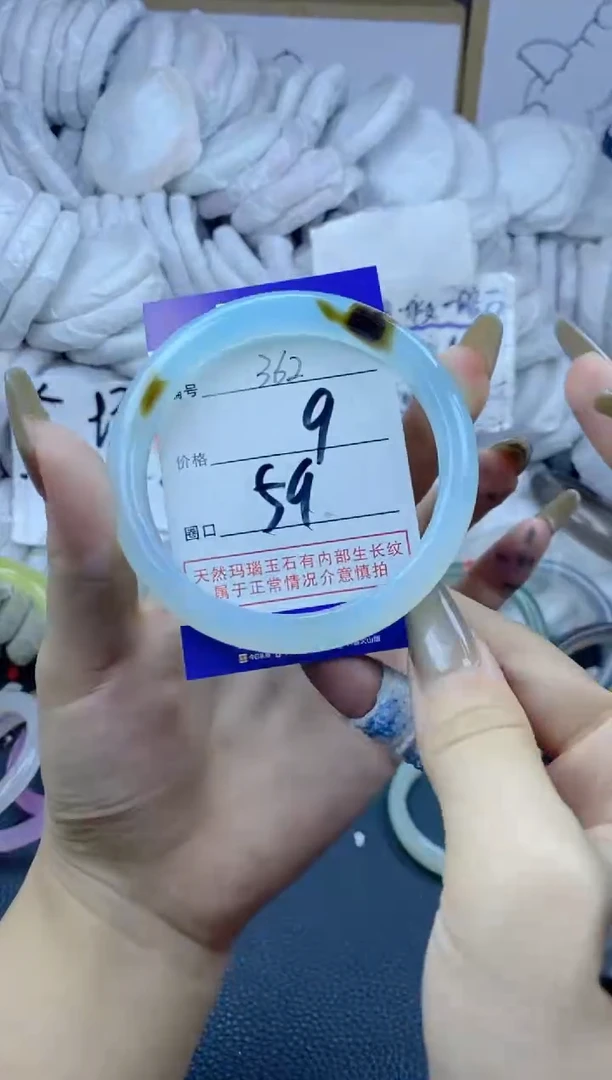 号 362
价格 9
圈口 59
天然玛瑙玉石有内部生长纹
属于正常情况介意慎拍